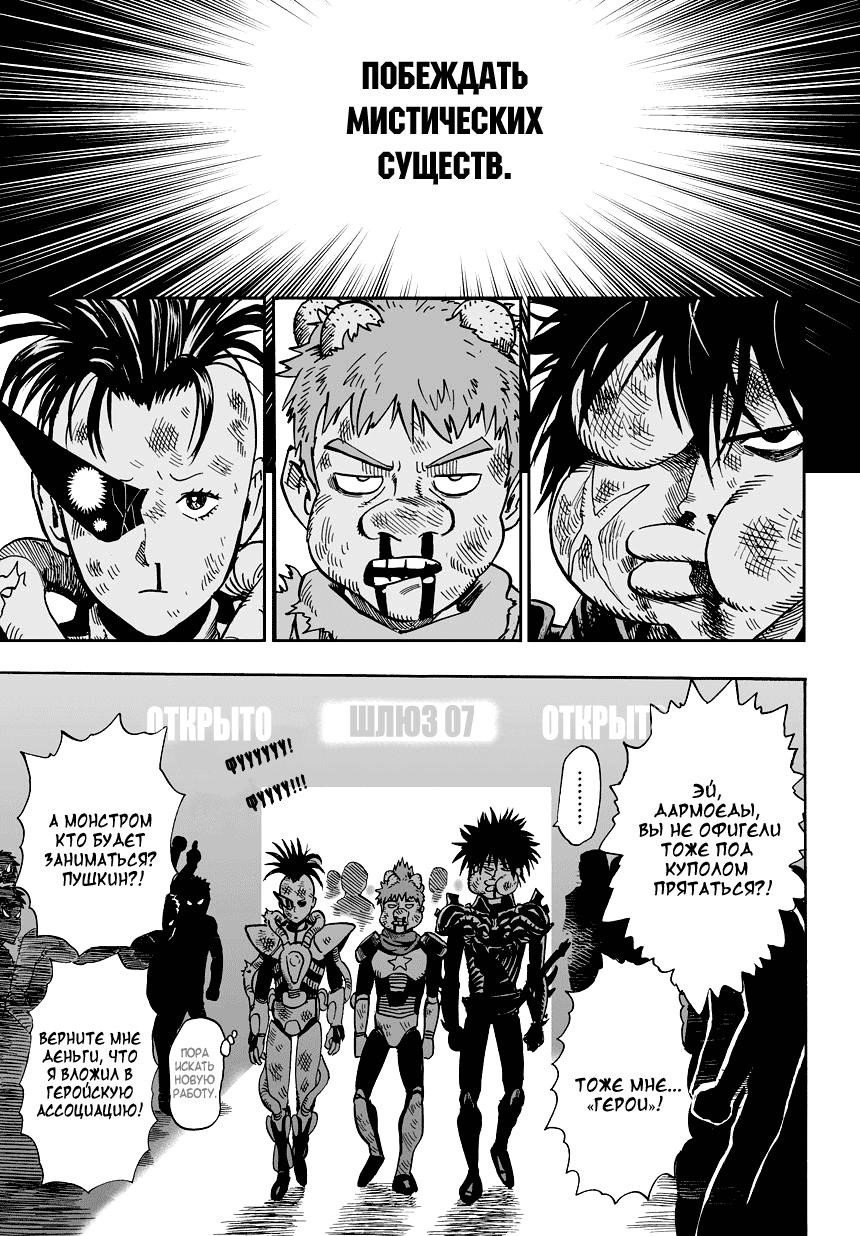 ПОБЕЖДАТЬ
МИСТИЧЕСКИХ
СУЩЕСТВ.
ОТКРЫТО
ШЛЮЗ 07
ОТКРЫТ
ФУУУУУУ!
ФУУУУ!!!
ЭЙ,
ДАРМОЕДЫ,
ВЫ НЕ ОФИГЕЛИ
ТОЖЕ ПОД
КУПОЛОМ
ПРЯТАТЬСЯ?!
.........
А МОНСТРОМ
КТО БУДЕТ
ЗАНИМАТЬСЯ?
ПУШКИН?!
ТОЖЕ МНЕ...
«ГЕРОИ»!
ПОРА
ИСКАТЬ
НОВУЮ
РАБОТУ.
ВЕРНИТЕ МНЕ
ДЕНЬГИ, ЧТО
Я ВЛОЖИЛ В
ГЕРОЙСКУЮ
АССОЦИАЦИЮ!